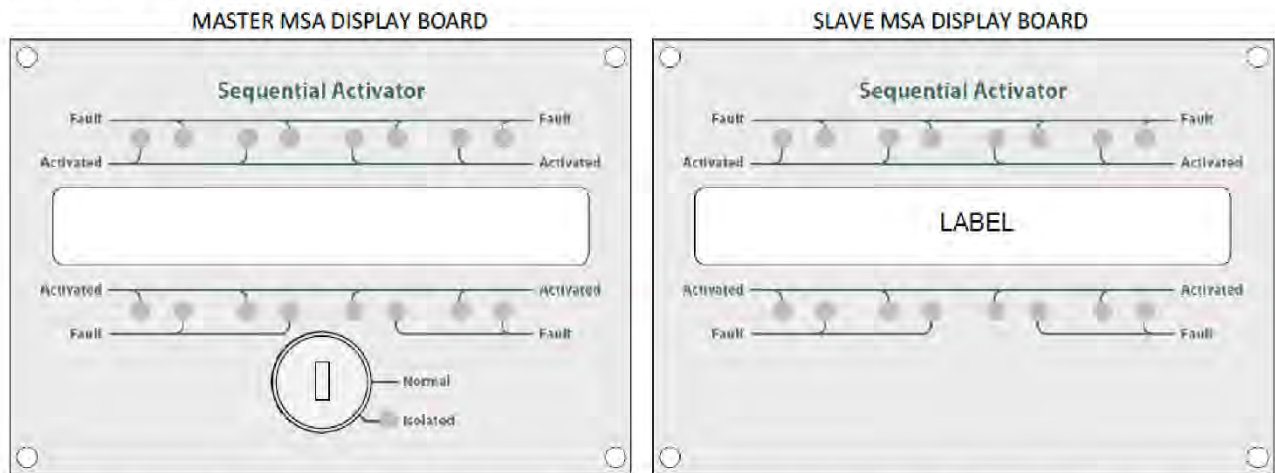 MASTER MSA DISPLAY BOARD
Sequential Activator
Fault Fault
Activated Activated
Activated Activated
Fault Fault
Normal
Isolated
SLAVE MSA DISPLAY BOARD
Sequential Activator
Fault Fault
Activated Activated
LABEL
Activated Activated
Fault Fault